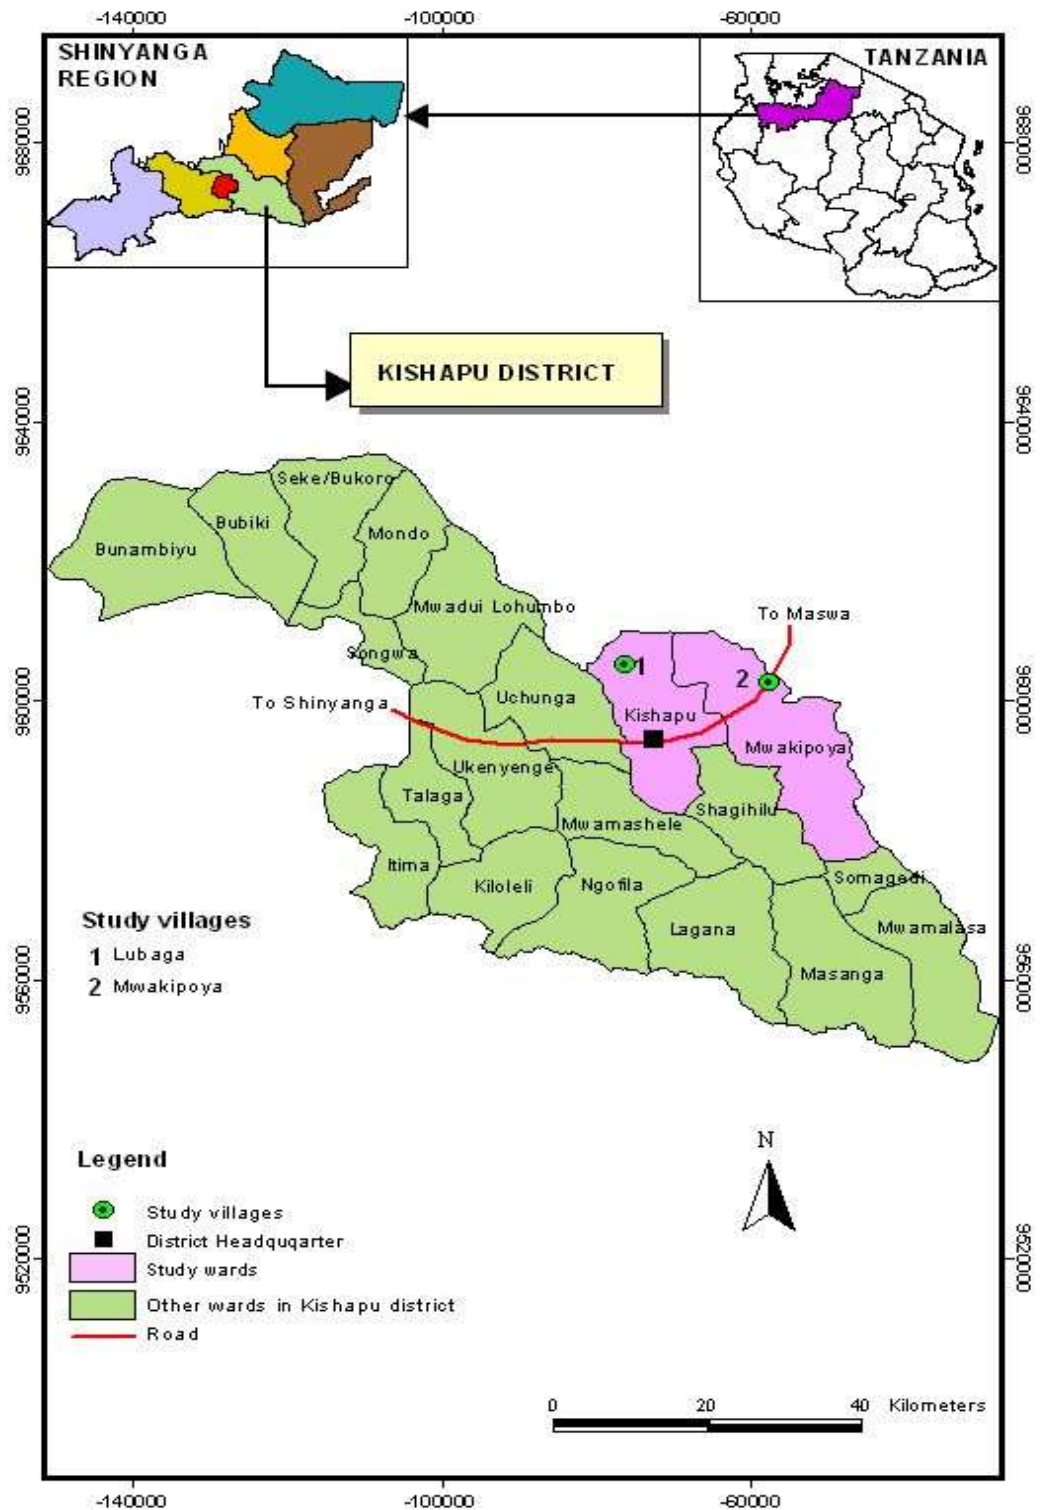 -140000
-100000
-60000
SHINYANGA
REGION
TANZANIA
9680000
9680000
KISHAPU DISTRICT
9640000
9640000
Seke/Bukoro
Bubiki
Mondo
Bunambiyu
Mwadui Lohumbo
To Maswa
Songwa
1
2
Uchunga
To Shinyanga
9600000
9600000
Kishapu
Mwakipoya
Ukenyenge
Talaga
Shagihilu
Mwamashele
Itima
Kiloleli
Ngofila
Somagedi
Lagana
Mwamalasa
Masanga
Study villages
1 Lubaga
2 Mwakipoya
9560000
9560000
N
Legend
Study villages
District Headquqarter
Study wards
Other wards in Kishapu district
Road
9520000
9520000
0 20 40 Kilometers
-140000
-100000
-60000